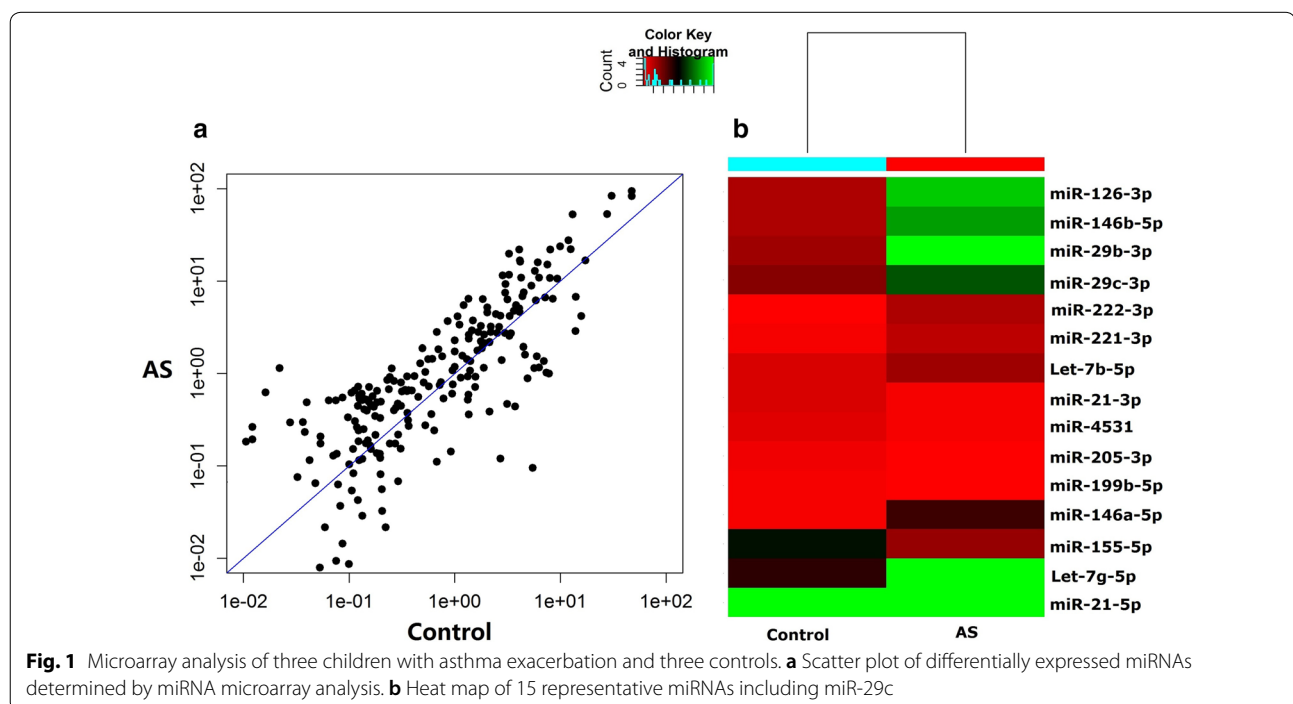 Color Key
and Histogram
Count
0 4
a
b
AS
1e-02 1e-01 1e+00 1e+01 1e+02
1e-02 1e-01 1e+00 1e+01 1e+02
Control
miR-126-3p
miR-146b-5p
miR-29b-3p
miR-29c-3p
miR-222-3p
miR-221-3p
Let-7b-5p
miR-21-3p
miR-4531
miR-205-3p
miR-199b-5p
miR-146a-5p
miR-155-5p
Let-7g-5p
miR-21-5p
Control AS
Fig. 1 Microarray analysis of three children with asthma exacerbation and three controls. a Scatter plot of differentially expressed miRNAs
determined by miRNA microarray analysis. b Heat map of 15 representative miRNAs including miR-29c